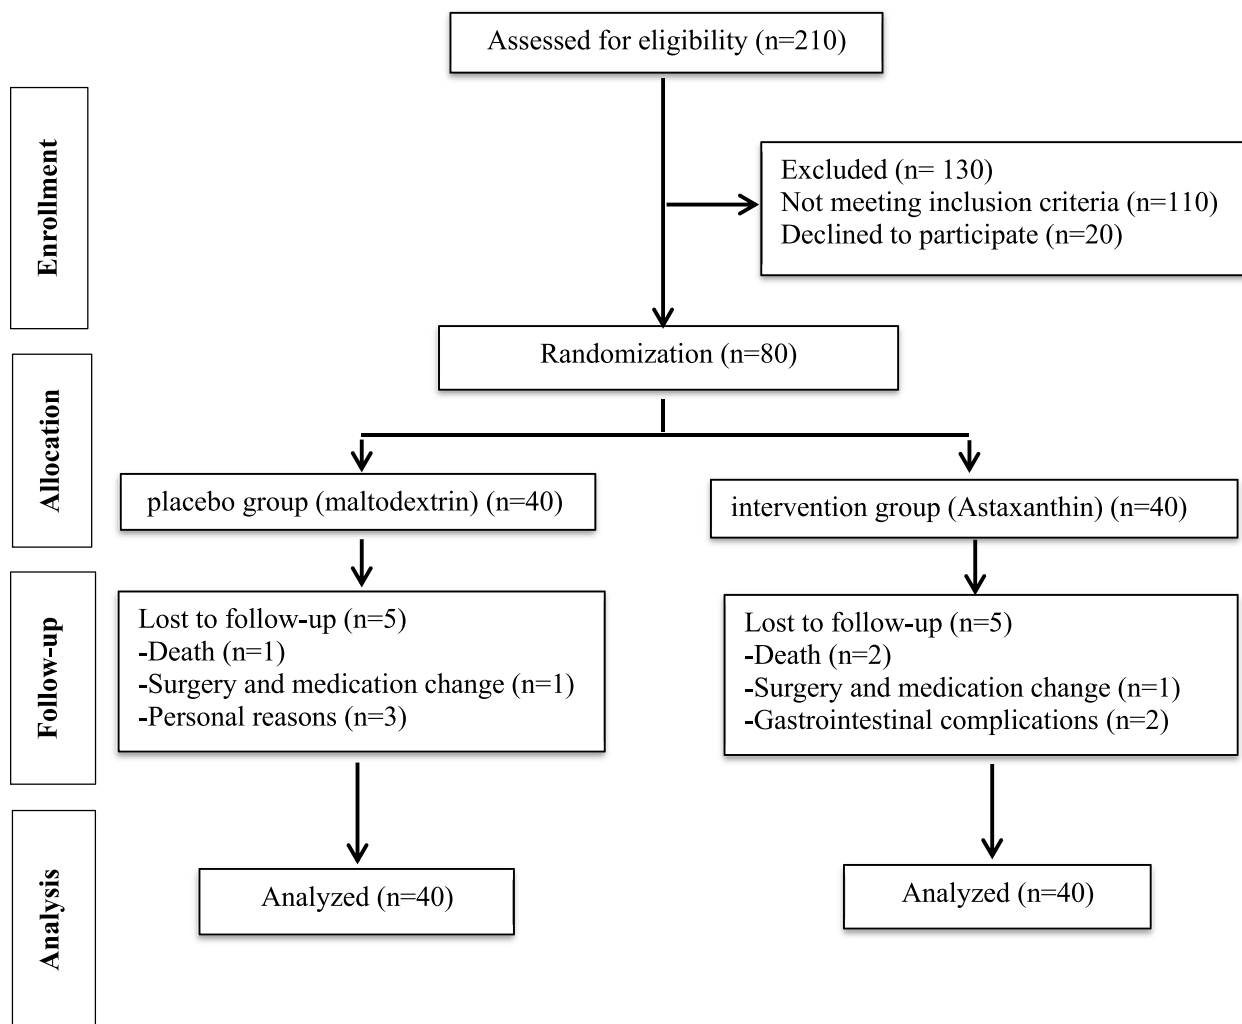 Assessed for eligibility (n=210)
Enrollment
Excluded (n= 130)
Not meeting inclusion criteria (n=110)
Declined to participate (n=20)
Randomization (n=80)
Allocation
placebo group (maltodextrin) (n=40)
intervention group (Astaxanthin) (n=40)
Follow-up
Lost to follow-up (n=5)
-Death (n=1)
-Surgery and medication change (n=1)
-Personal reasons (n=3)
Lost to follow-up (n=5)
-Death (n=2)
-Surgery and medication change (n=1)
-Gastrointestinal complications (n=2)
Analysis
Analyzed (n=40)
Analyzed (n=40)